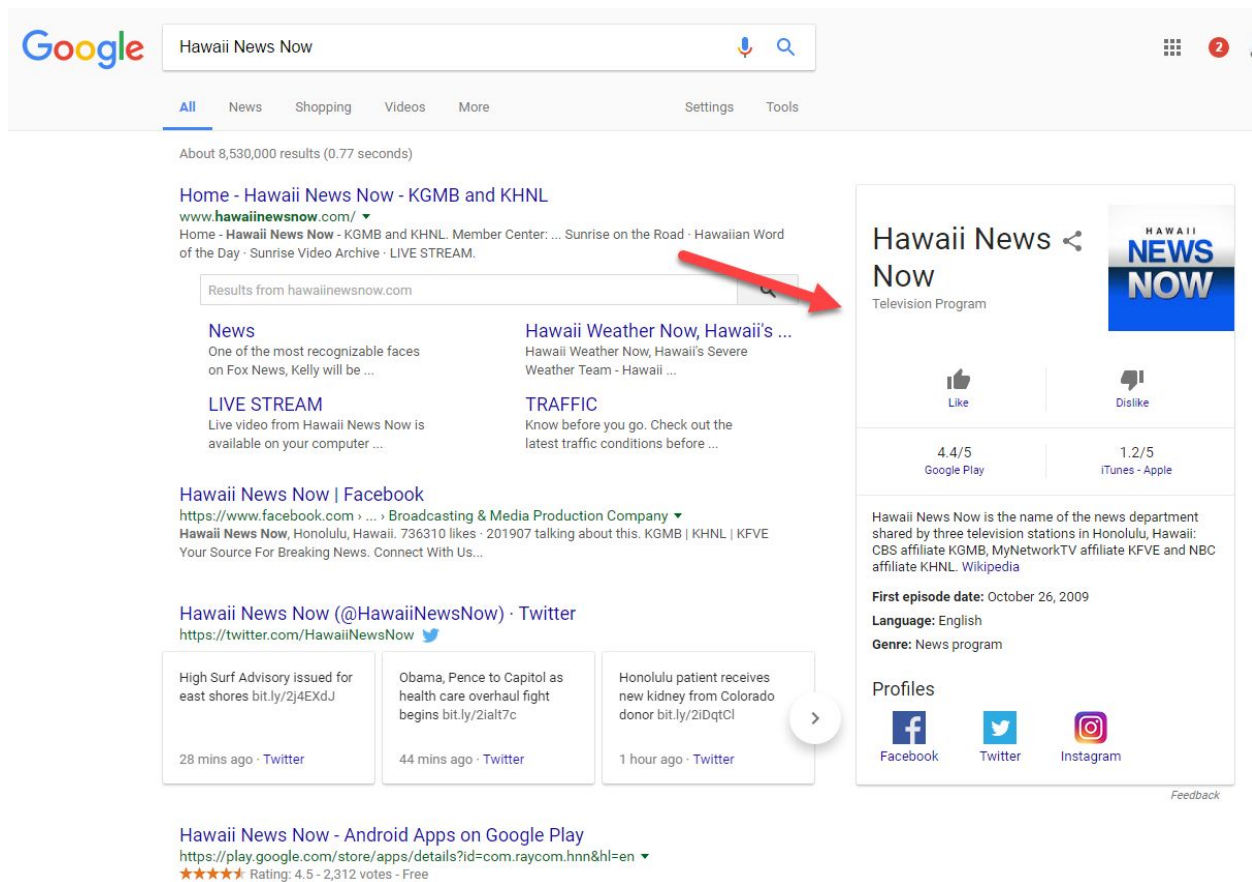 Google
Hawaii News Now
2
All News Shopping Videos More Settings Tools
About 8,530,000 results (0.77 seconds)
Home - Hawaii News Now - KGMB and KHNL
www.hawaiinewsnow.com/
Home - Hawaii News Now - KGMB and KHNL. Member Center: ... Sunrise on the Road · Hawaiian Word
of the Day · Sunrise Video Archive · LIVE STREAM.
Results from hawaiinewsnow.com
News
One of the most recognizable faces
on Fox News, Kelly will be ...
Hawaii Weather Now, Hawaii's ...
Hawaii Weather Now, Hawaii's Severe
Weather Team - Hawaii ...
LIVE STREAM
Live video from Hawaii News Now is
available on your computer ...
TRAFFIC
Know before you go. Check out the
latest traffic conditions before ...
Hawaii News Now | Facebook
https://www.facebook.com › ... › Broadcasting & Media Production Company
Hawaii News Now, Honolulu, Hawaii. 736310 likes · 201907 talking about this. KGMB | KHNL | KFVE
Your Source For Breaking News. Connect With Us...
Hawaii News Now (@HawaiiNewsNow) · Twitter
https://twitter.com/HawaiiNewsNow
High Surf Advisory issued for
east shores bit.ly/2j4EXdJ
28 mins ago · Twitter
Obama, Pence to Capitol as
health care overhaul fight
begins bit.ly/2ialt7c
44 mins ago · Twitter
Honolulu patient receives
new kidney from Colorado
donor bit.ly/2iDqtCl
1 hour ago · Twitter
Hawaii News Now - Android Apps on Google Play
https://play.google.com/store/apps/details?id=com.raycom.hnn&hl=en
Rating: 4.5 - 2,312 votes - Free
Hawaii News
Now
Television Program
HAWAII
NEWS
NOW
Like
Dislike
4.4/5
Google Play
1.2/5
iTunes - Apple
Hawaii News Now is the name of the news department
shared by three television stations in Honolulu, Hawaii:
CBS affiliate KGMB, MyNetworkTV affiliate KFVE and NBC
affiliate KHNL. Wikipedia
First episode date: October 26, 2009
Language: English
Genre: News program
Profiles
Facebook
Twitter
Instagram
Feedback